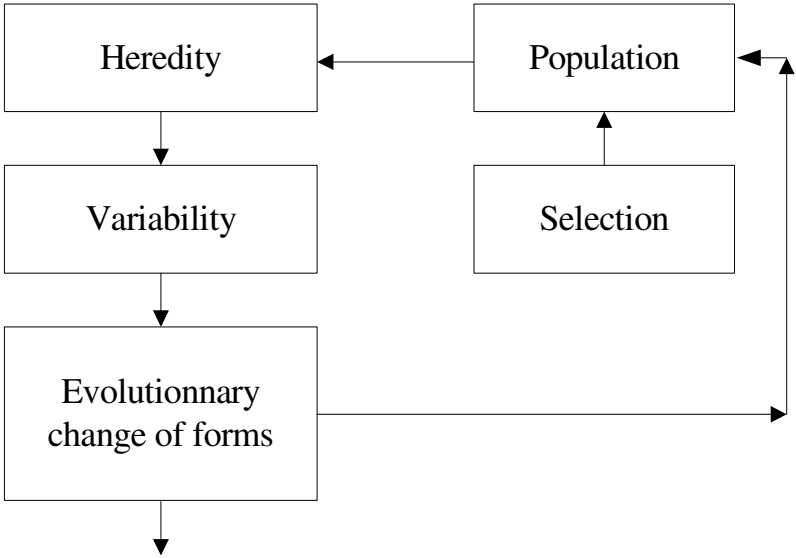 Heredity
Population
Variability
Selection
Evolutionnary
change of forms